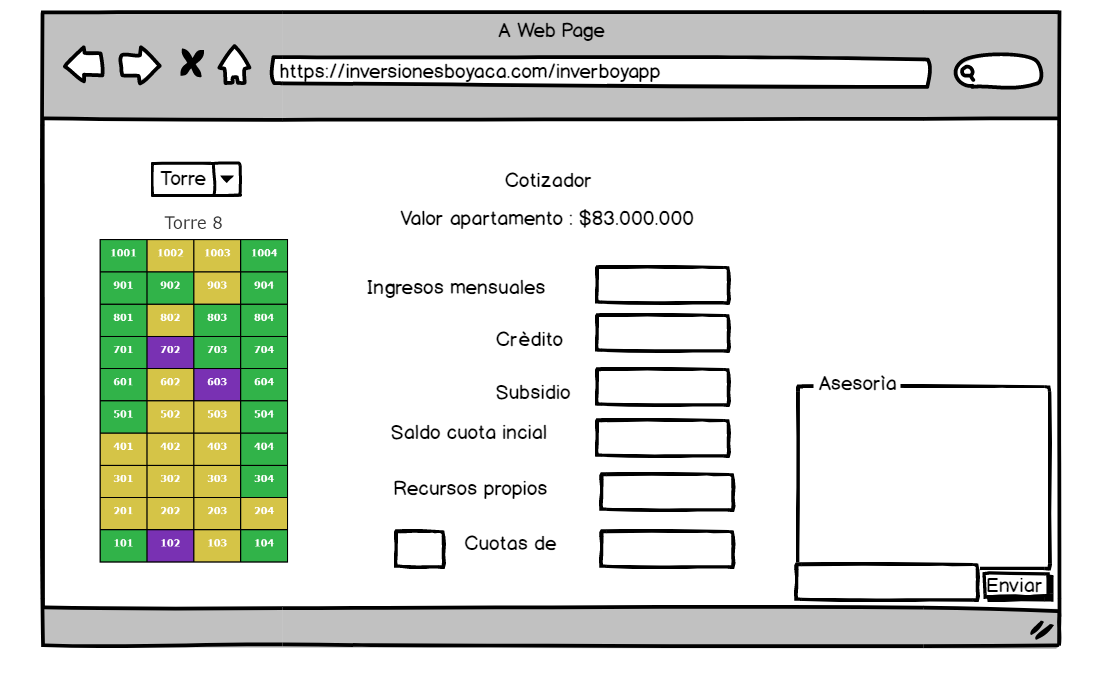 A Web Page
https://inversionesboyaca.com/inverboyapp
Torre
Torre 8
1001 1002 1003 1004
901 902 903 904
801 802 803 804
701 702 703 704
601 602 603 604
501 502 503 504
401 402 403 404
301 302 303 304
201 202 203 204
101 102 103 104
Cotizador
Valor apartamento : $83.000.000
Ingresos mensuales
Crèdito
Subsidio
Saldo cuota incial
Recursos propios
Cuotas de
Asesorìa
Enviar